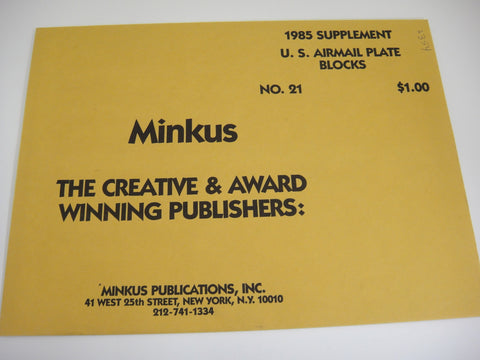 1985 SUPPLEMENT
U. S. AIRMAIL PLATE
BLOCKS
NO. 21 $1.00
Minkus
THE CREATIVE & AWARD
WINNING PUBLISHERS:
MINKUS PUBLICATIONS, INC.
41 WEST 25th STREET, NEW YORK, N.Y. 10010
212-741-1334